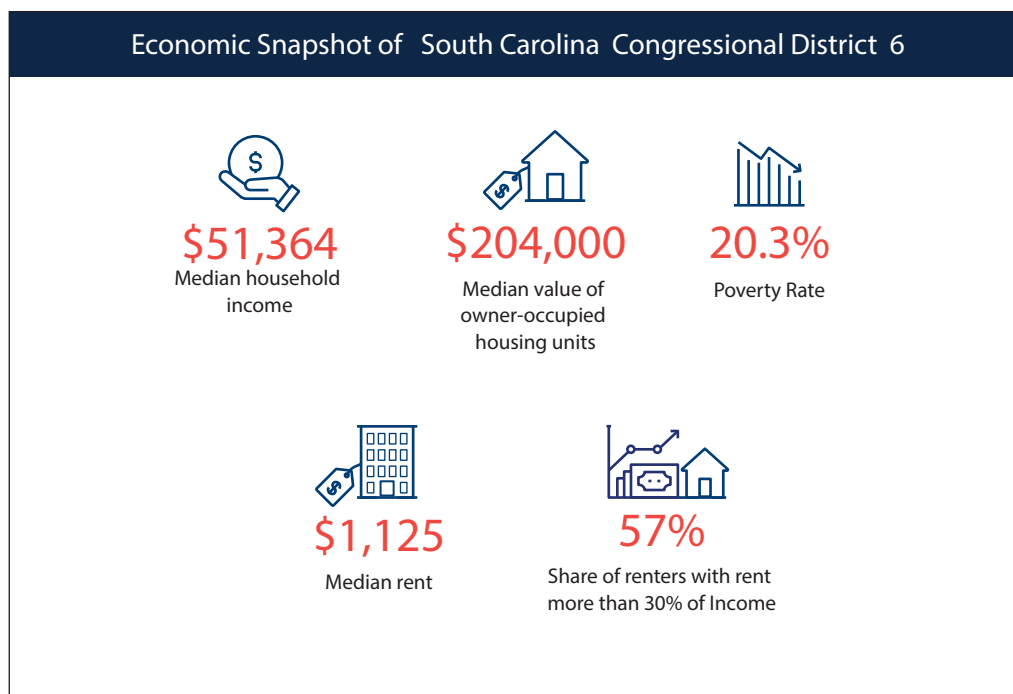 Economic Snapshot of South Carolina Congressional District 6
$
$51,364
Median household
income
$
$204,000
Median value of
owner-occupied
housing units
20.3%
Poverty Rate
$
$1,125
Median rent
57%
Share of renters with rent
more than 30% of Income